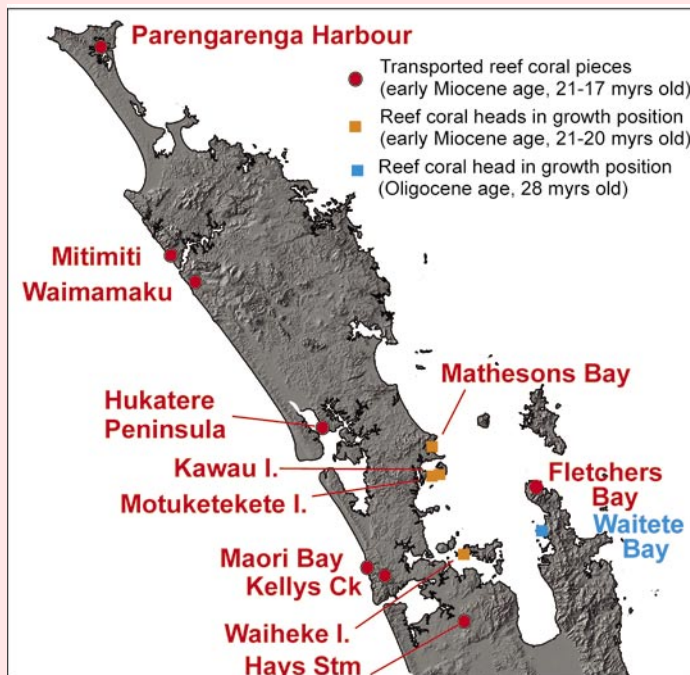 Parengarenga Harbour
Transported reef coral pieces
(early Miocene age, 21-17 myrs old)
Reef coral heads in growth position
(early Miocene age, 21-20 myrs old)
Reef coral head in growth position
(Oligocene age, 28 myrs old)
Mitimiti
Waimamaku
Mathesons Bay
Hukatere
Peninsula
Kawau I.
Motuketekete I.
Fletchers
Bay
Waitete
Bay
Maori Bay
Kellys Ck
Waiheke I.
Hays Stm